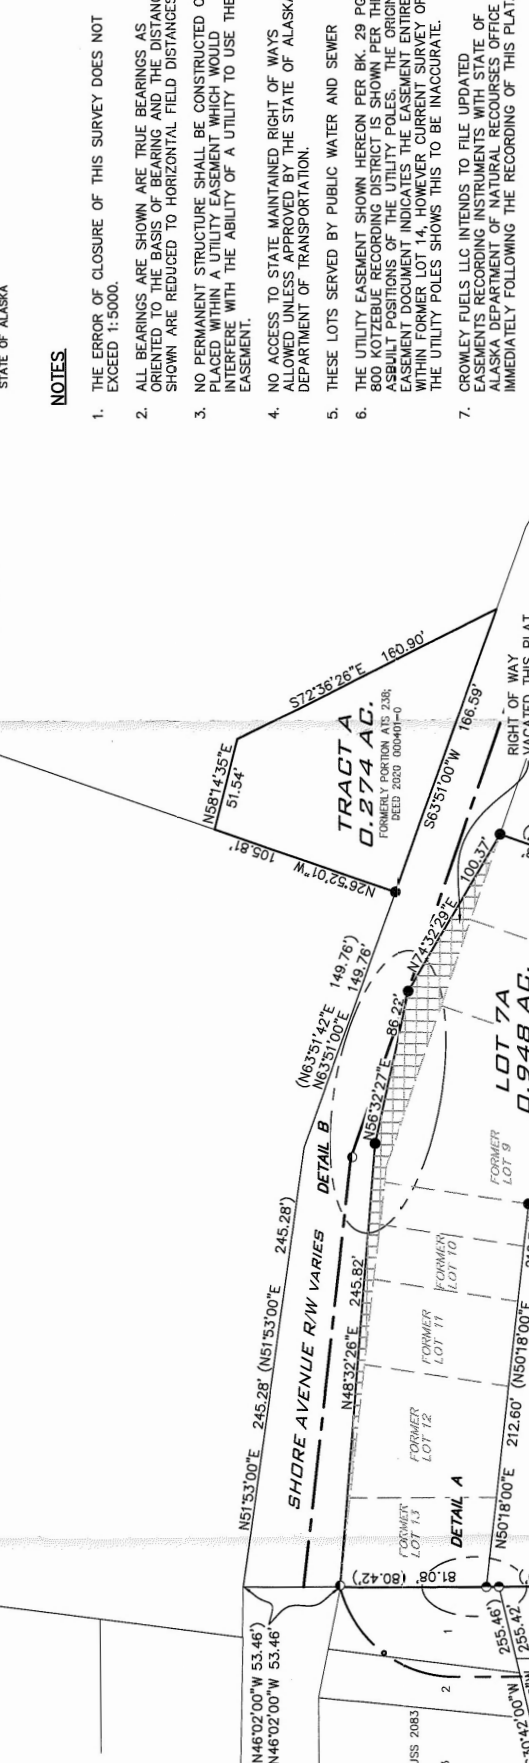 STATE OF ALASKA
NOTES
1. THE ERROR OF CLOSURE OF THIS SURVEY DOES NOT
EXCEED 1:5000.
2. ALL BEARINGS ARE SHOWN ARE TRUE BEARINGS AS
ORIENTED TO THE BASIS OF BEARING AND THE
SHOWN ARE REDUCED TO HORIZONTAL FIELD DISTANCES
3. NO PERMANENT STRUCTURE SHALL BE CONSTRUCTED
PLACED WITHIN A UTILITY EASEMENT WHICH WOULD
INTERFERE WITH THE ABILITY OF A UTILITY TO USE THE
EASEMENT.
4. NO ACCESS TO STATE MAINTAINED RIGHT OF WAYS
ALLOWED UNLESS APPROVED BY THE STATE OF ALASKA
DEPARTMENT OF TRANSPORTATION.
5. THESE LOTS SERVED BY PUBLIC WATER AND SEWER
6. THE UTILITY EASEMENT SHOWN HEREON PER BK. 29 PG
800 KOTZEBUE RECORDING DISTRICT IS SHOWN PER
ASBUILT POSITIONS OF THE UTILITY POLES. THE
EASEMENT DOCUMENT INDICATES THE EASEMENT
WITHIN FORMER LOT 14, HOWEVER CURRENT SURVEY
THE UTILITY POLES SHOWS THIS TO BE INACCURATE.
7. CROWLEY FUELS LLC INTENDS TO FILE UPDATED
EASEMENTS RECORDING INSTRUMENTS WITH STATE OF
ALASKA DEPARTMENT OF NATURAL RECOURSES OFFICE
IMMEDIATELY FOLLOWING THE RECORDING OF THIS PLAT.
N58°14'35"E
51.54'
S72°36'26"E 160.90'
105.81'
N26°52'01"W
TRACT A
0.274 AC.
FORMERLY PORTION ATS 238;
DEED 2020 000401-0
S63°51'00"W 166.59'
RIGHT OF WAY
VACATED THIS PLAT
(N63°51'42"E 149.76')
N63°51'00"E 149.76'
N74°32'29"E 100.37'
N56°32'27"E 86.22'
DETAIL B
LOT 7A
0.948 AC.
N51°53'00"E 245.28' (N51°53'00"E 245.28')
SHORE AVENUE R/W VARIES
N48°32'26"E 245.82'
FORMER
LOT 9
FORMER
LOT 10
FORMER
LOT 11
FORMER
LOT 12
FORMER
LOT 13
DETAIL A
N50°18'00"E 212.60' (N50°18'00"E
81.08' (80.42')
N46°02'00"W 53.46')
N46°02'00"W 53.46'
255.46')
255.42'
1
2
USS 2083